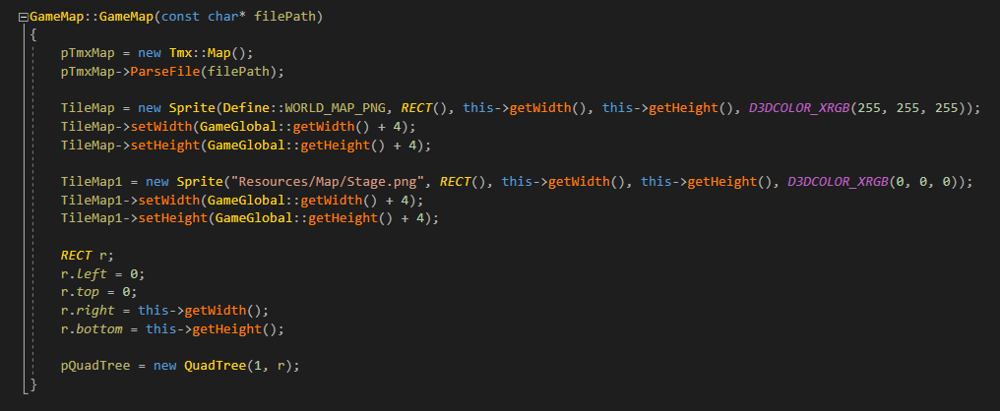 GameMap::GameMap(const char* filePath)
{
    pTmxMap = new Tmx::Map();
    pTmxMap->ParseFile(filePath);

    TileMap = new Sprite(Define::WORLD_MAP_PNG, RECT(), this->getWidth(), this->getHeight(), D3DCOLOR_XRGB(255, 255, 255));
    TileMap->setWidth(GameGlobal::getWidth() + 4);
    TileMap->setHeight(GameGlobal::getHeight() + 4);

    TileMap1 = new Sprite("Resources/Map/Stage.png", RECT(), this->getWidth(), this->getHeight(), D3DCOLOR_XRGB(0, 0, 0));
    TileMap1->setWidth(GameGlobal::getWidth() + 4);
    TileMap1->setHeight(GameGlobal::getHeight() + 4);

    RECT r;
    r.left = 0;
    r.top = 0;
    r.right = this->getWidth();
    r.bottom = this->getHeight();

    pQuadTree = new QuadTree(1, r);
}